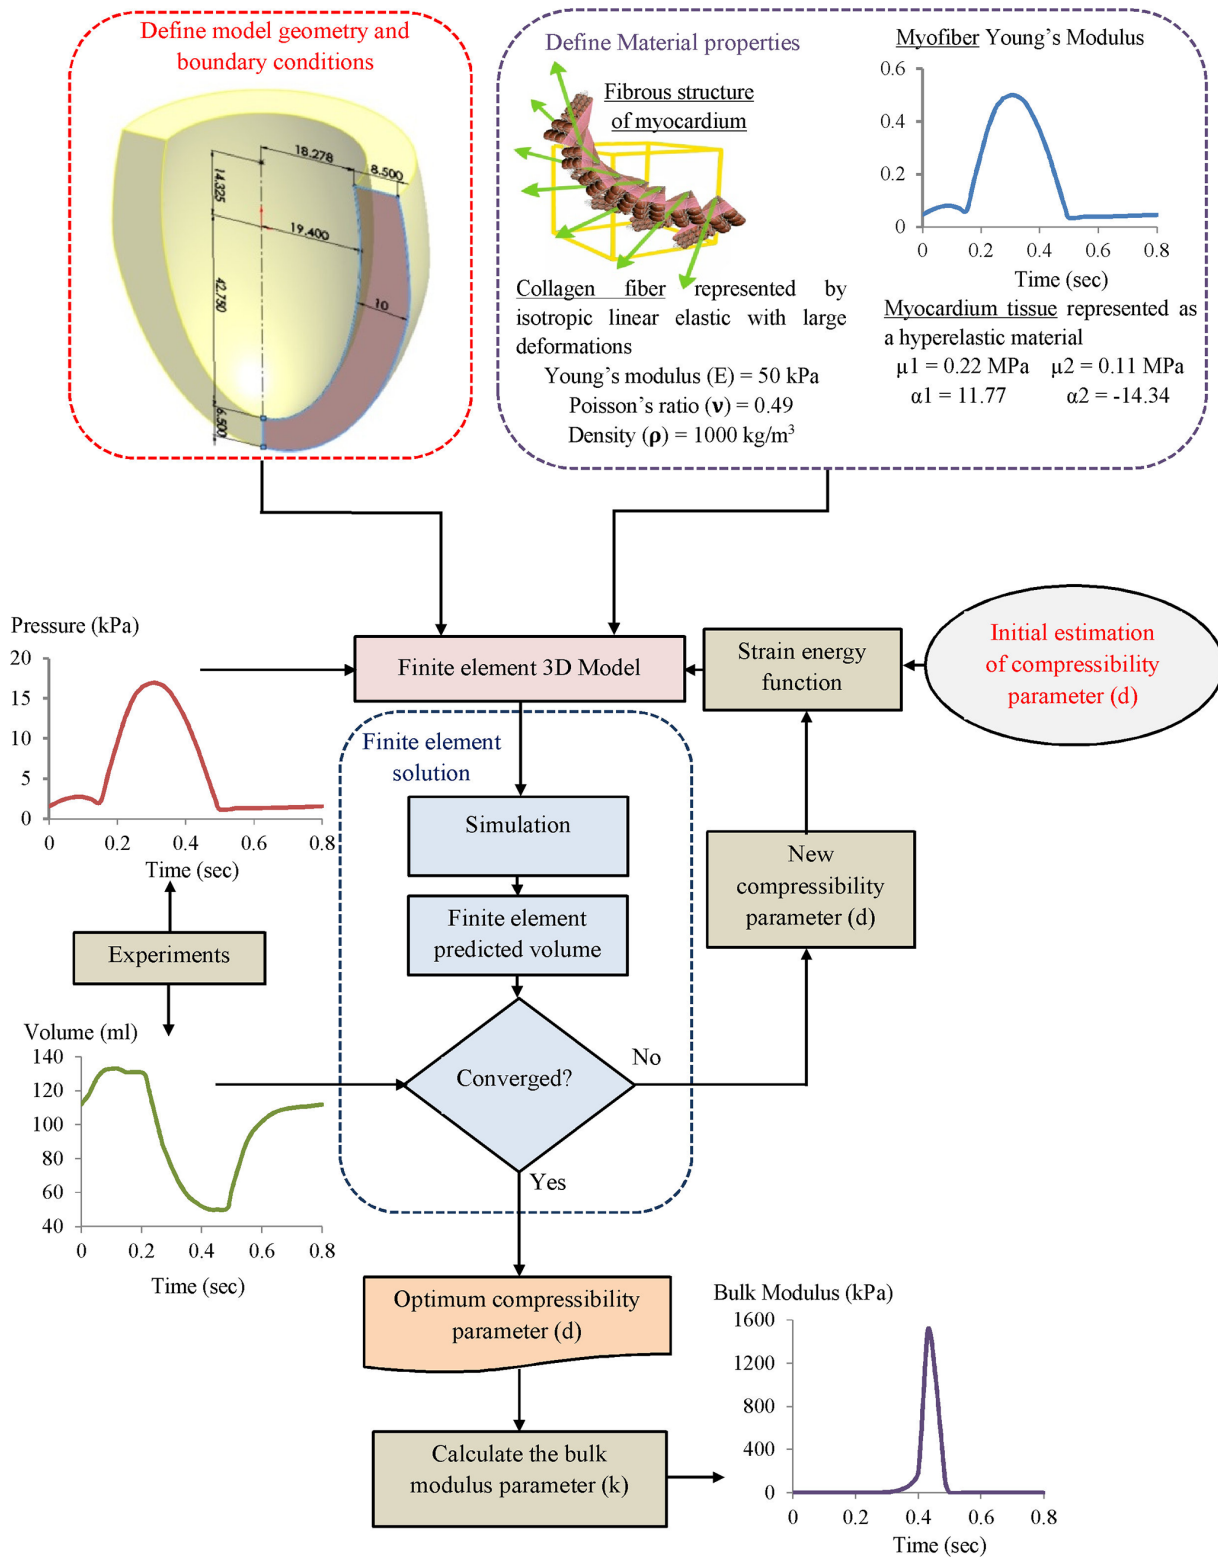 Define model geometry and
boundary conditions
18.278
8.500
14.325
19.400
42.750
10
6.500
Define Material properties
Fibrous structure
of myocardium
Collagen fiber represented by
isotropic linear elastic with large
deformations
Young’s modulus (E) = 50 kPa
Poisson’s ratio (ν) = 0.49
Density (ρ) = 1000 kg/m³
Myofiber Young’s Modulus
0.6
0.4
0.2
0
0 0.2 0.4 0.6 0.8
Time (sec)
Myocardium tissue represented as
a hyperelastic material
µ1 = 0.22 MPa µ2 = 0.11 MPa
α1 = 11.77 α2 = -14.34
Pressure (kPa)
20
15
10
5
0
0 0.2 0.4 0.6 0.8
Time (sec)
Finite element 3D Model
Strain energy
function
Initial estimation
of compressibility
parameter (d)
Finite element
solution
Simulation
Finite element
predicted volume
New
compressibility
parameter (d)
Experiments
Volume (ml)
140
120
100
80
60
40
0 0.2 0.4 0.6 0.8
Time (sec)
Converged?
No
Yes
Optimum compressibility
parameter (d)
Calculate the bulk
modulus parameter (k)
Bulk Modulus (kPa)
1600
1200
800
400
0
0 0.2 0.4 0.6 0.8
Time (sec)